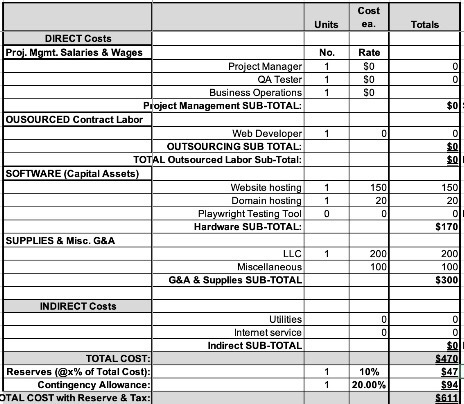 Cost
Units ea. Totals
DIRECT Costs
Proj. Mgmt. Salaries & Wages No. Rate
Project Manager 1 $0 0
QA Tester 1 $0 0
Business Operations 1 $0 0
Project Management SUB-TOTAL: $0
OUSOURCED Contract Labor
Web Developer 1 0 0
OUTSOURCING SUB TOTAL: $0
TOTAL Outsourced Labor Sub-Total: $0
SOFTWARE (Capital Assets)
Website hosting 1 150 150
Domain hosting 1 20 20
Playwright Testing Tool 0 0 0
Hardware SUB-TOTAL: $170
SUPPLIES & Misc. G&A
LLC 1 200 200
Miscellaneous 100 100
G&A & Supplies SUB-TOTAL $300
INDIRECT Costs
Utilities 0 0
Internet service 0 0
Indirect SUB-TOTAL $0
TOTAL COST: $470
Reserves (@x% of Total Cost): 1 10% $47
Contingency Allowance: 1 20.00% $94
OTAL COST with Reserve & Tax: $611